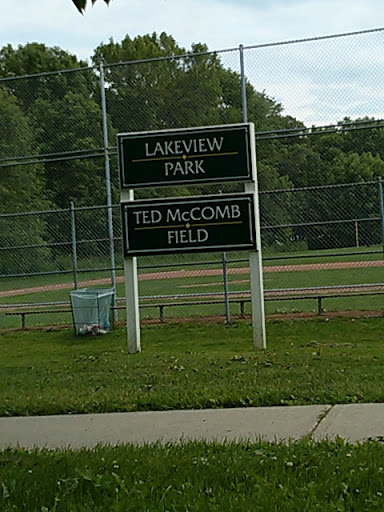 LAKEVIEW
PARK
TED McCOMB
FIELD